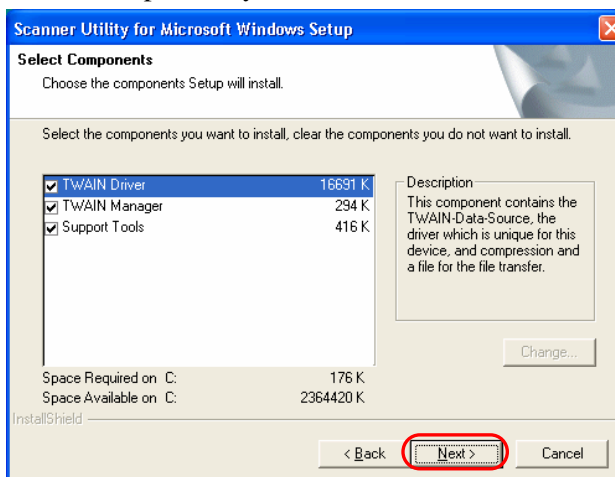 Scanner Utility for Microsoft Windows Setup
Select Components
Choose the components Setup will install.
Select the components you want to install, clear the components you do not want to install.
TWAIN Driver 16691 K
TWAIN Manager 294 K
Support Tools 416 K
Description
This component contains the
TWAIN-Data-Source, the
driver which is unique for this
device, and compression and
a file for the file transfer.
Change...
Space Required on C: 176 K
Space Available on C: 2364420 K
InstallShield
< Back
Next >
Cancel